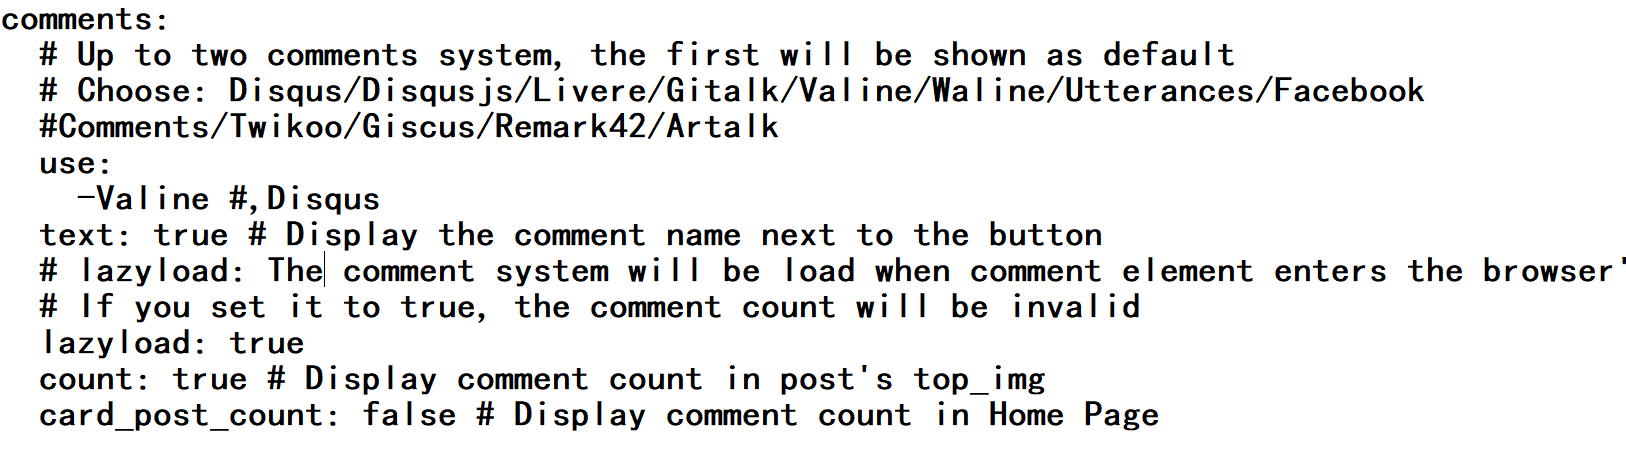 comments:
  # Up to two comments system, the first will be shown as default
  # Choose: Disqus/Disqusjs/Livere/Gitalk/Valine/Waline/Utterances/Facebook
  #Comments/Twikoo/Giscus/Remark42/Artalk
  use:
    -Valine #,Disqus
  text: true # Display the comment name next to the button
  # lazyload: The comment system will be load when comment element enters the browser'
  # If you set it to true, the comment count will be invalid
  lazyload: true
  count: true # Display comment count in post's top_img
  card_post_count: false # Display comment count in Home Page